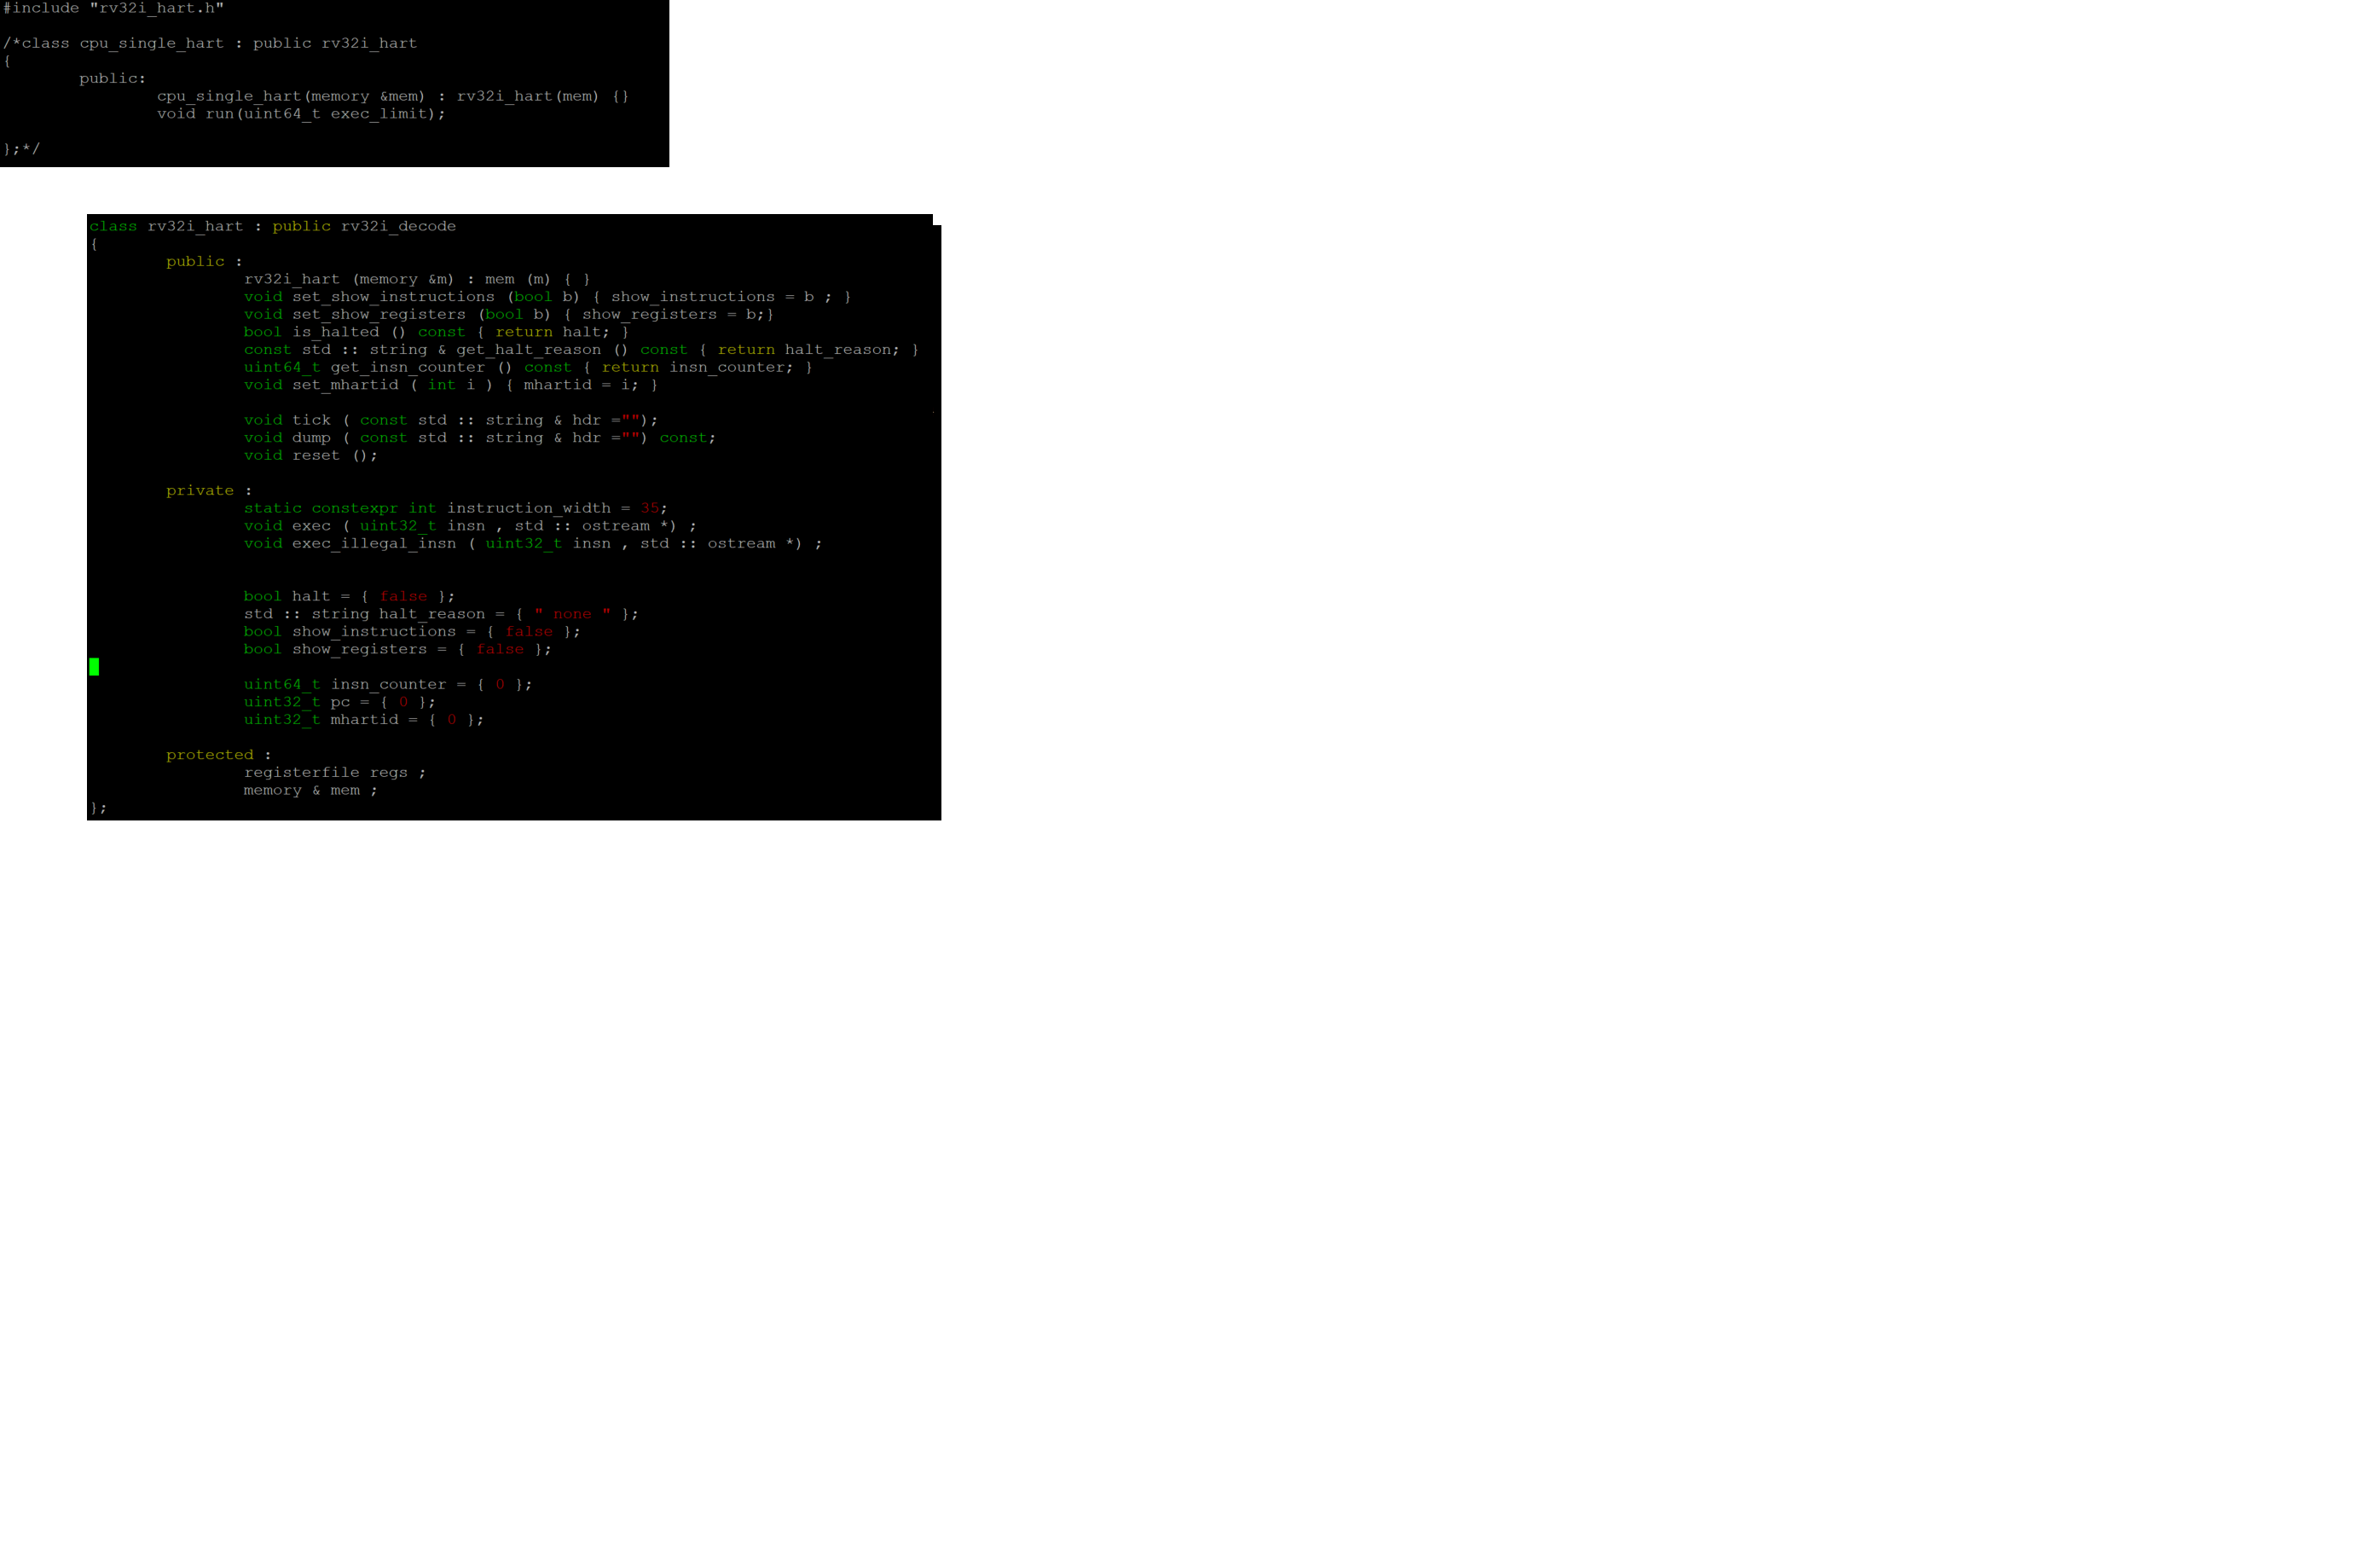 #include "rv32i_hart.h"
/*class cpu_single_hart : public rv32i_hart
{
public:
cpu_single_hart(memory &mem) : rv32i_hart(mem) {}
void run(uint64_t exec_limit);
};*/
class rv32i_hart : public rv32i_decode
{
public :
rv32i_hart (memory &m) : mem (m) { }
void set_show_instructions (bool b) { show_instructions = b ; }
void set_show_registers (bool b) { show_registers = b;}
bool is_halted () const { return halt; }
const std :: string & get_halt_reason () const { return halt_reason; }
uint64_t get_insn_counter () const { return insn_counter; }
void set_mhartid ( int i ) { mhartid = i; }
void tick ( const std :: string & hdr ="");
void dump ( const std :: string & hdr ="") const;
void reset ();
private :
static constexpr int instruction_width = 35;
void exec ( uint32_t insn , std :: ostream *) ;
void exec_illegal_insn ( uint32_t insn , std :: ostream *) ;
bool halt = { false };
std :: string halt_reason = { " none " };
bool show_instructions = { false };
bool show_registers = { false };
uint64_t insn_counter = { 0 };
uint32_t pc = { 0 };
uint32_t mhartid = { 0 };
protected :
registerfile regs ;
memory & mem ;
};